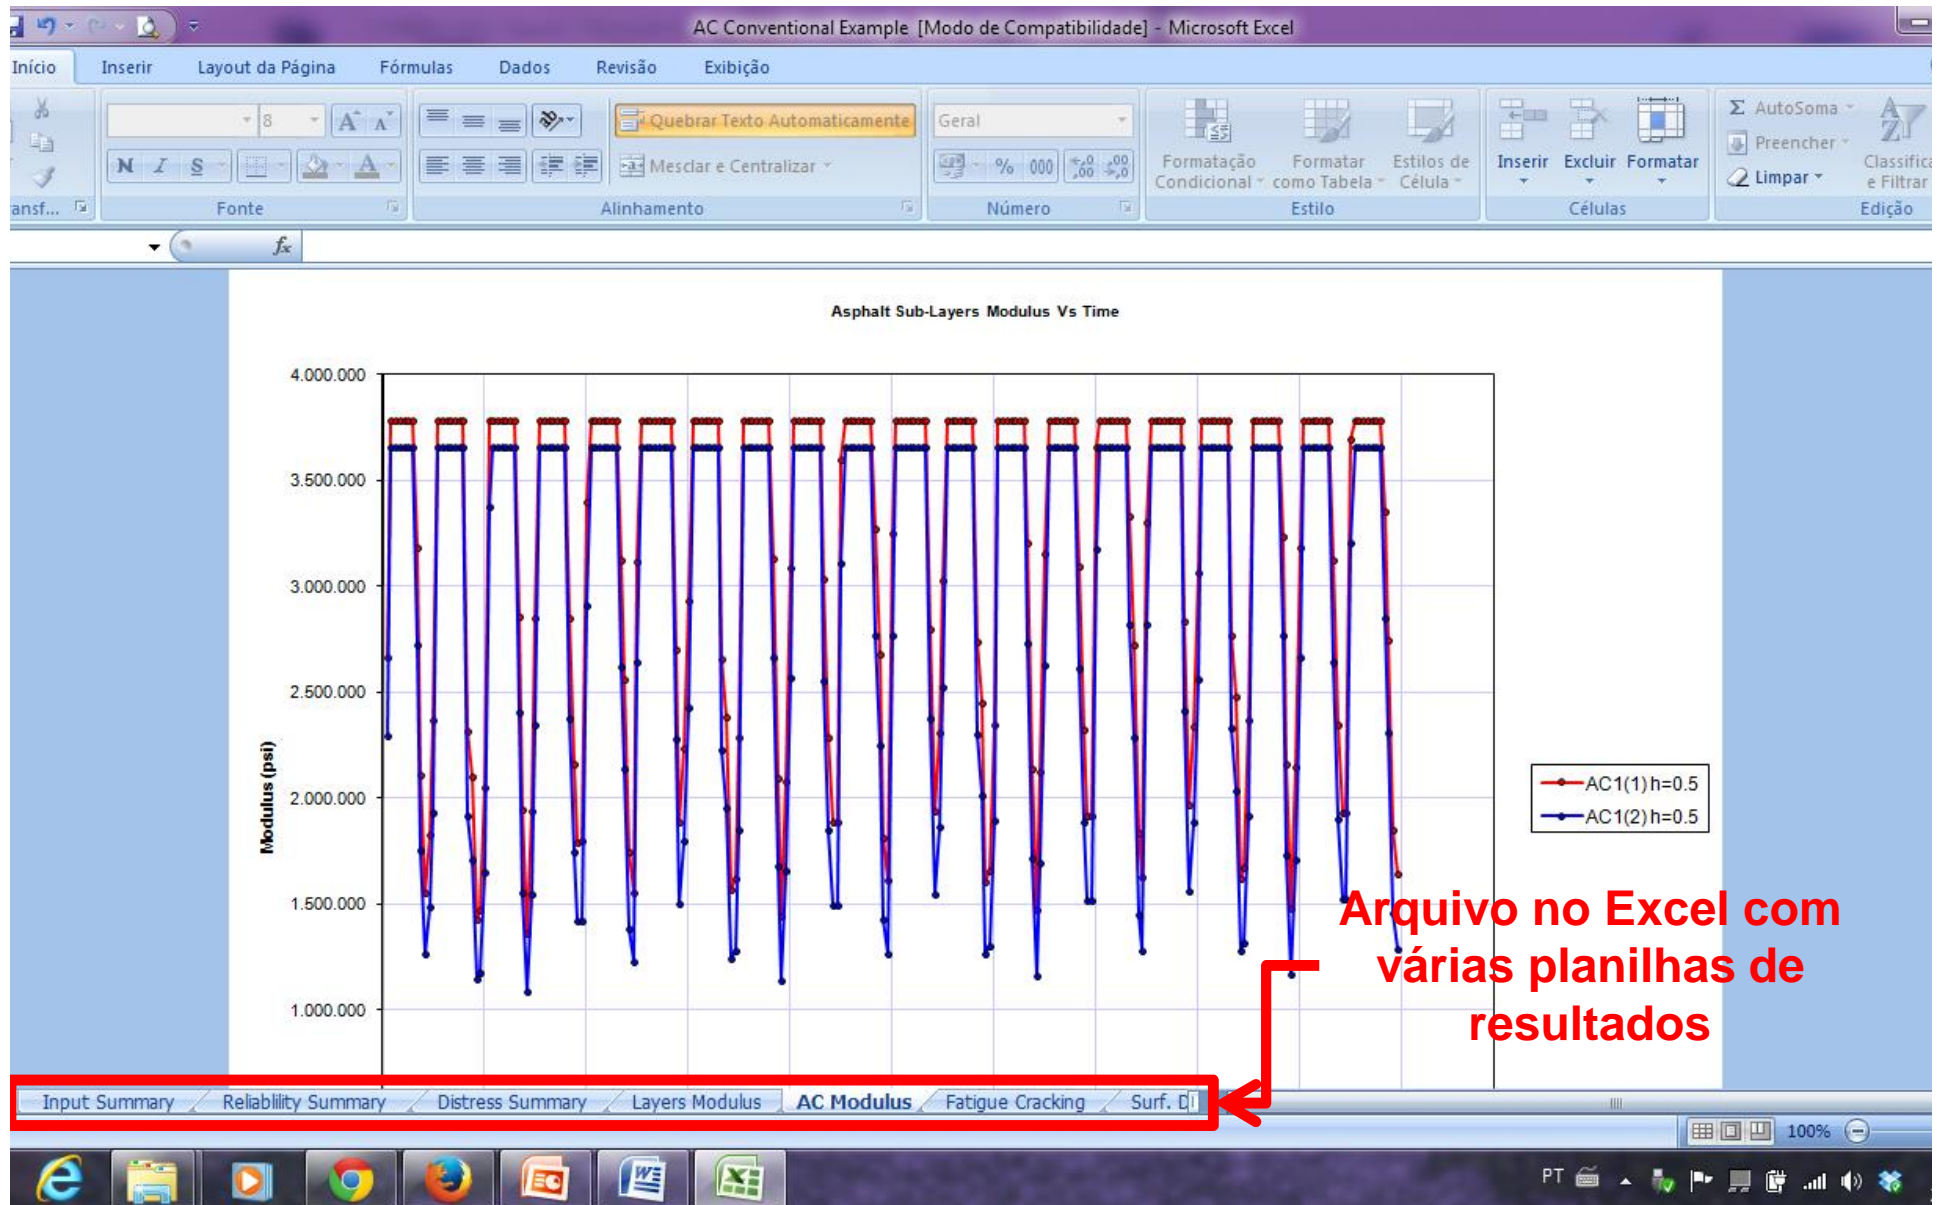 AC Conventional Example [Modo de Compatibilidade] - Microsoft Excel
Início Inserir Layout da Página Fórmulas Dados Revisão Exibição
8 A A Quebrar Texto Automaticamente Geral Σ AutoSoma
Preencher
N I S A Mesclar e Centralizar % 000 Formatação Condicional Formatar como Tabela Estilos de Célula Inserir Excluir Formatar Limpar e Filtrar
Fonte Alinhamento Número Estilo Células Edição
fx
Asphalt Sub-Layers Modulus Vs Time
4.000.000
3.500.000
3.000.000
2.500.000
2.000.000
1.500.000
1.000.000
Modulus (psi)
AC1(1) h=0.5
AC1(2) h=0.5
Arquivo no Excel com
várias planilhas de
resultados
Input Summary Reliability Summary Distress Summary Layers Modulus AC Modulus Fatigue Cracking Surf. D
100%
PT